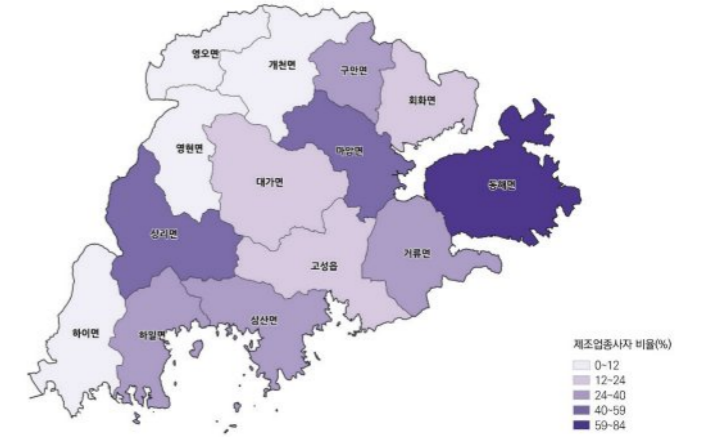 영오면
개천면
구만면
회화면
영현면
마암면
대가면
동해면
상리면
거류면
고성읍
하이면
하일면
삼산면
제조업종사자 비율(%)
0~12
12~24
24~40
40~59
59~84